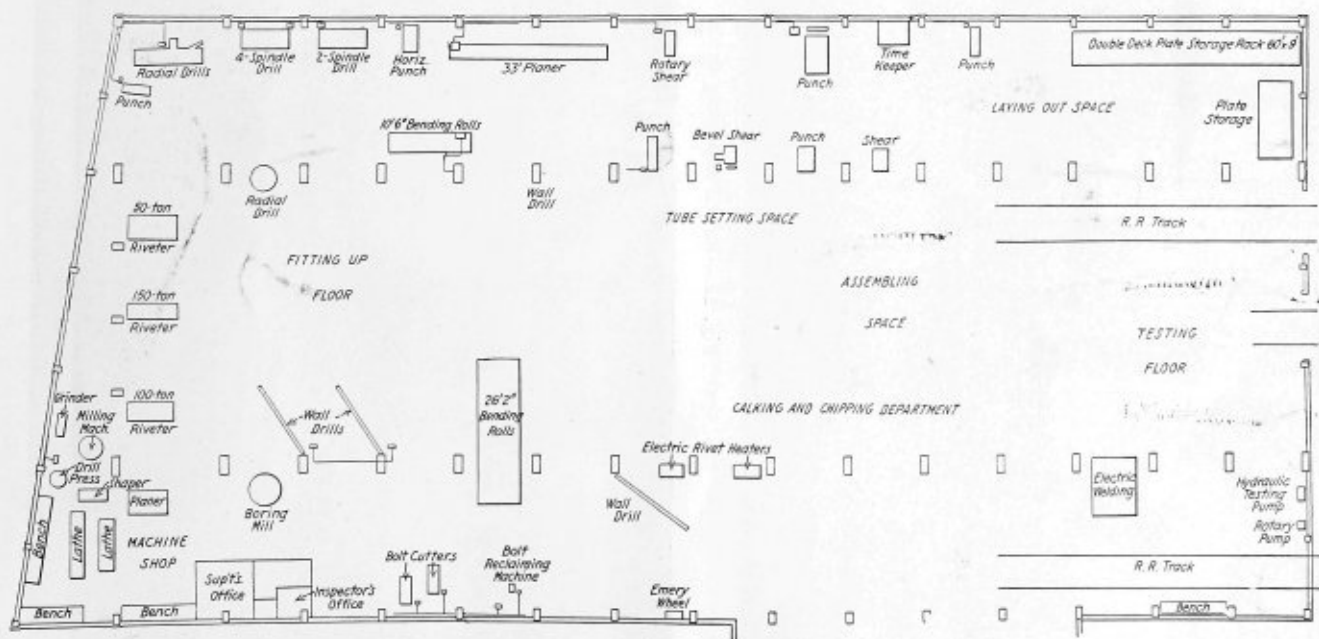 Radial Drills
4-Spindle
Drill
2-Spindle
Drill
Horiz.
Punch
33' Planer
Rotary
Shear
Punch
Time
Keeper
Punch
Double Deck Plate Storage Rack 60'x9'
Punch
LAYING OUT SPACE
Plate
Storage
10'6" Bending Rolls
Punch
Bevel Shear
Punch
Shear
Radial
Drill
Wall
Drill
80-ton
Riveter
TUBE SETTING SPACE
R.R Track
FITTING UP
FLOOR
ASSEMBLING
SPACE
150-ton
Riveter
TESTING
FLOOR
100-ton
Riveter
Grinder
Milling
Mach.
Wall
Drills
26'2"
Bending
Rolls
CALKING AND CHIPPING DEPARTMENT
Electric Rivet Heaters
Drill
Press
Shaper
Planer
Boring
Mill
Wall
Drill
Electric
Welding
Hydraulic
Testing
Pump
Rotary
Pump
Bench
Lathe
Lathe
MACHINE
SHOP
Sup't's
Office
Inspector's
Office
Bolt Cutters
Bolt
Reclaiming
Machine
Emery
Wheel
R.R. Track
Bench
Bench
Bench